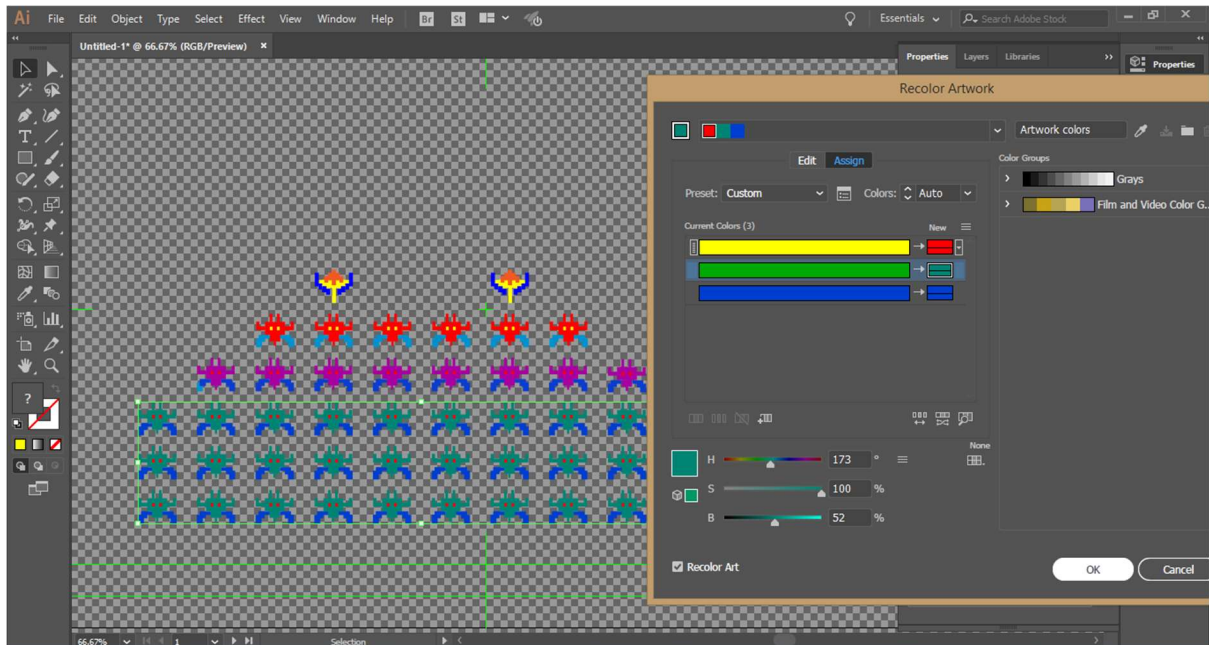 Ai File Edit Object Type Select Effect View Window Help Br St Essentials Search Adobe Stock
Untitled-1* @ 66.67% (RGB/Preview) ×
Properties Layers Libraries
Properties
Recolor Artwork
Artwork colors
Edit Assign
Color Groups
Preset: Custom Colors: Auto
Grays
Film and Video Color G..
Current Colors (3) New
T
?
None
H 173 °
S 100 %
B 52 %
Recolor Art
OK Cancel
66.67% 1 Selection